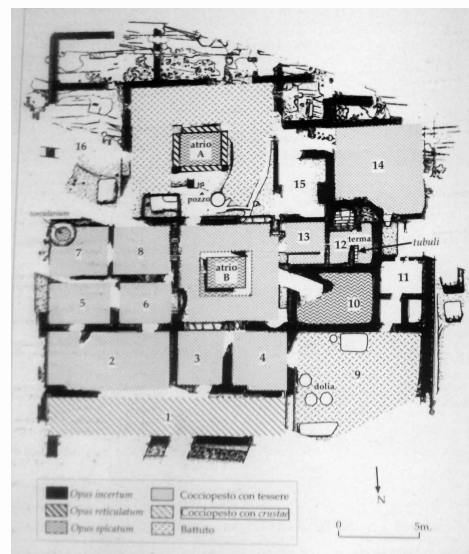 atrio
A
16
14
15
pozzo
torcularium
13
12
terma
tubuli
7
8
atrio
B
11
5
6
10
2
3
4
9
dolia
1
Opus incertum
Cocciopesto con tessere
Opus reticulatum
Cocciopesto con crustae
Opus spicatum
Battuto
N
0
5m.